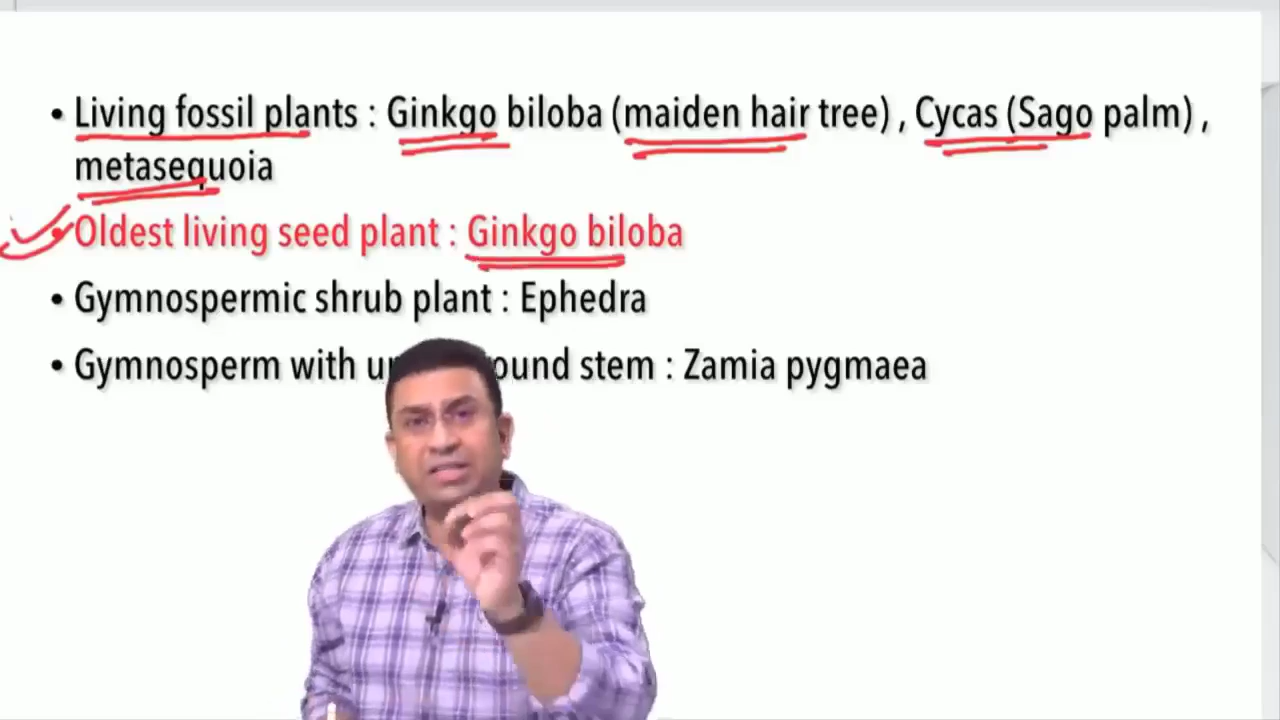 • Living fossil plants : Ginkgo biloba (maiden hair tree) , Cycas (Sago palm) ,
metasequoia
• Oldest living seed plant : Ginkgo biloba
• Gymnospermic shrub plant : Ephedra
• Gymnosperm with stem : Zamia pygmaea